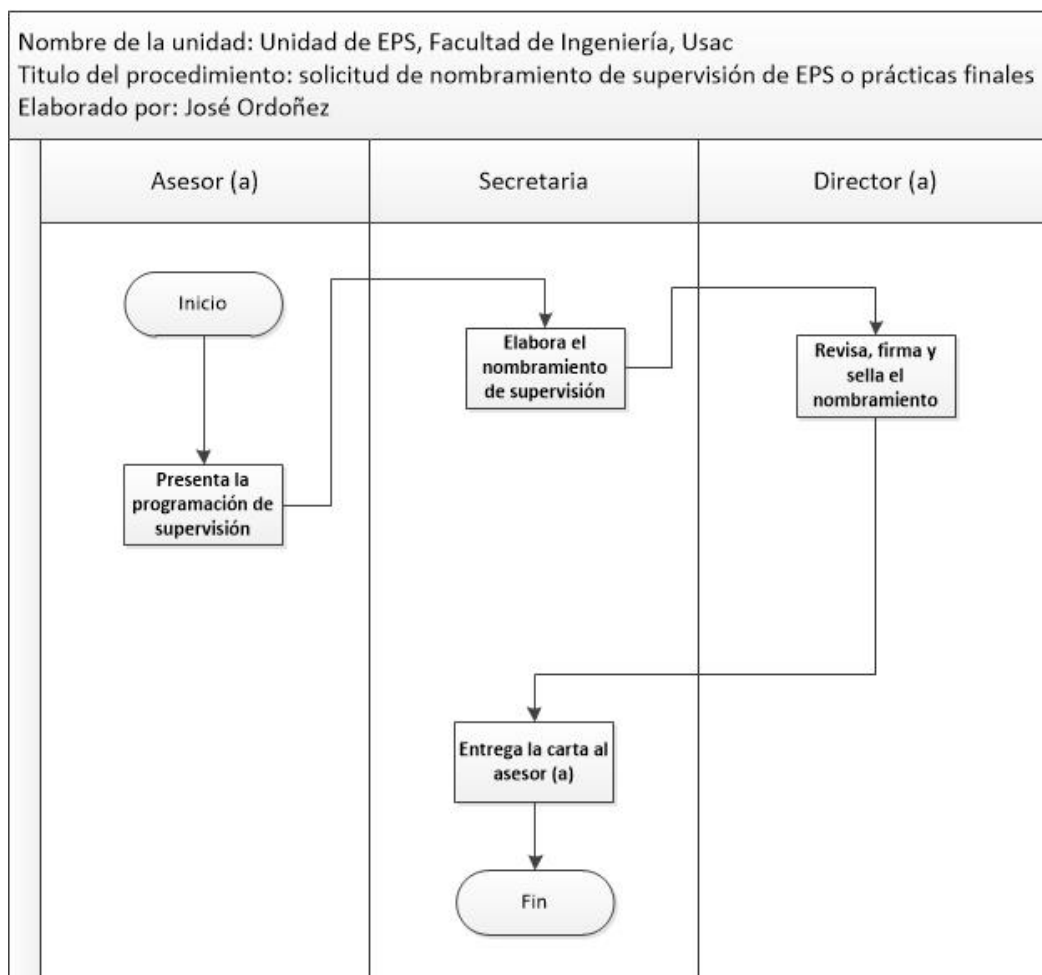 Nombre de la unidad: Unidad de EPS, Facultad de Ingeniería, Usac
Titulo del procedimiento: solicitud de nombramiento de supervisión de EPS o prácticas finales
Elaborado por: José Ordoñez
Asesor (a)
Secretaria
Director (a)
Inicio
Presenta la
programación de
supervisión
Elabora el
nombramiento
de supervisión
Revisa, firma y
sella el
nombramiento
Entrega la carta al
asesor (a)
Fin